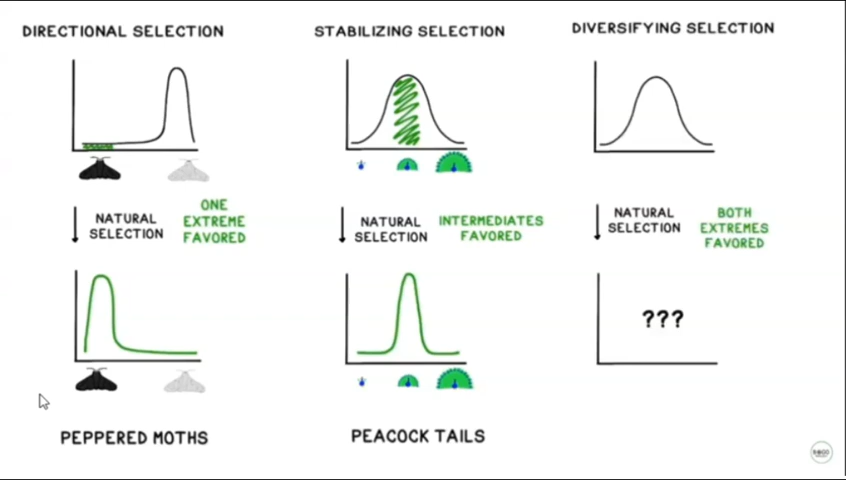 DIRECTIONAL SELECTION
STABILIZING SELECTION
DIVERSIFYING SELECTION
NATURAL
SELECTION
ONE
EXTREME
FAVORED
NATURAL
SELECTION
INTERMEDIATES
FAVORED
NATURAL
SELECTION
BOTH
EXTREMES
FAVORED
???
PEPPERED MOTHS
PEACOCK TAILS